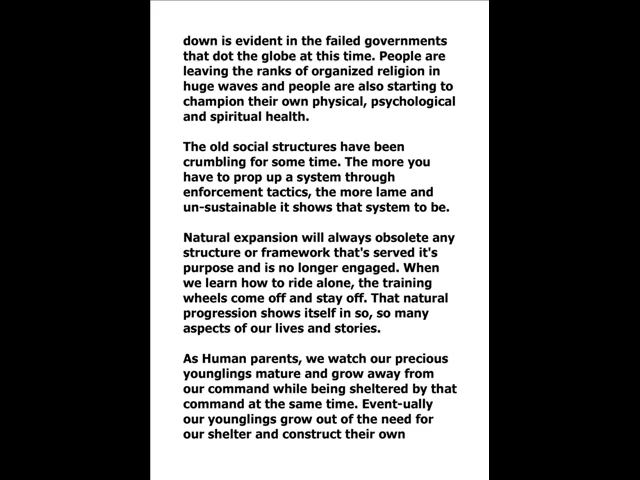 down is evident in the failed governments
that dot the globe at this time. People are
leaving the ranks of organized religion in
huge waves and people are also starting to
champion their own physical, psychological
and spiritual health.
The old social structures have been
crumbling for some time. The more you
have to prop up a system through
enforcement tactics, the more lame and
un-sustainable it shows that system to be.
Natural expansion will always obsolete any
structure or framework that's served it's
purpose and is no longer engaged. When
we learn how to ride alone, the training
wheels come off and stay off. That natural
progression shows itself in so, so many
aspects of our lives and stories.
As Human parents, we watch our precious
younglings mature and grow away from
our command while being sheltered by that
command at the same time. Event-ually
our younglings grow out of the need for
our shelter and construct their own